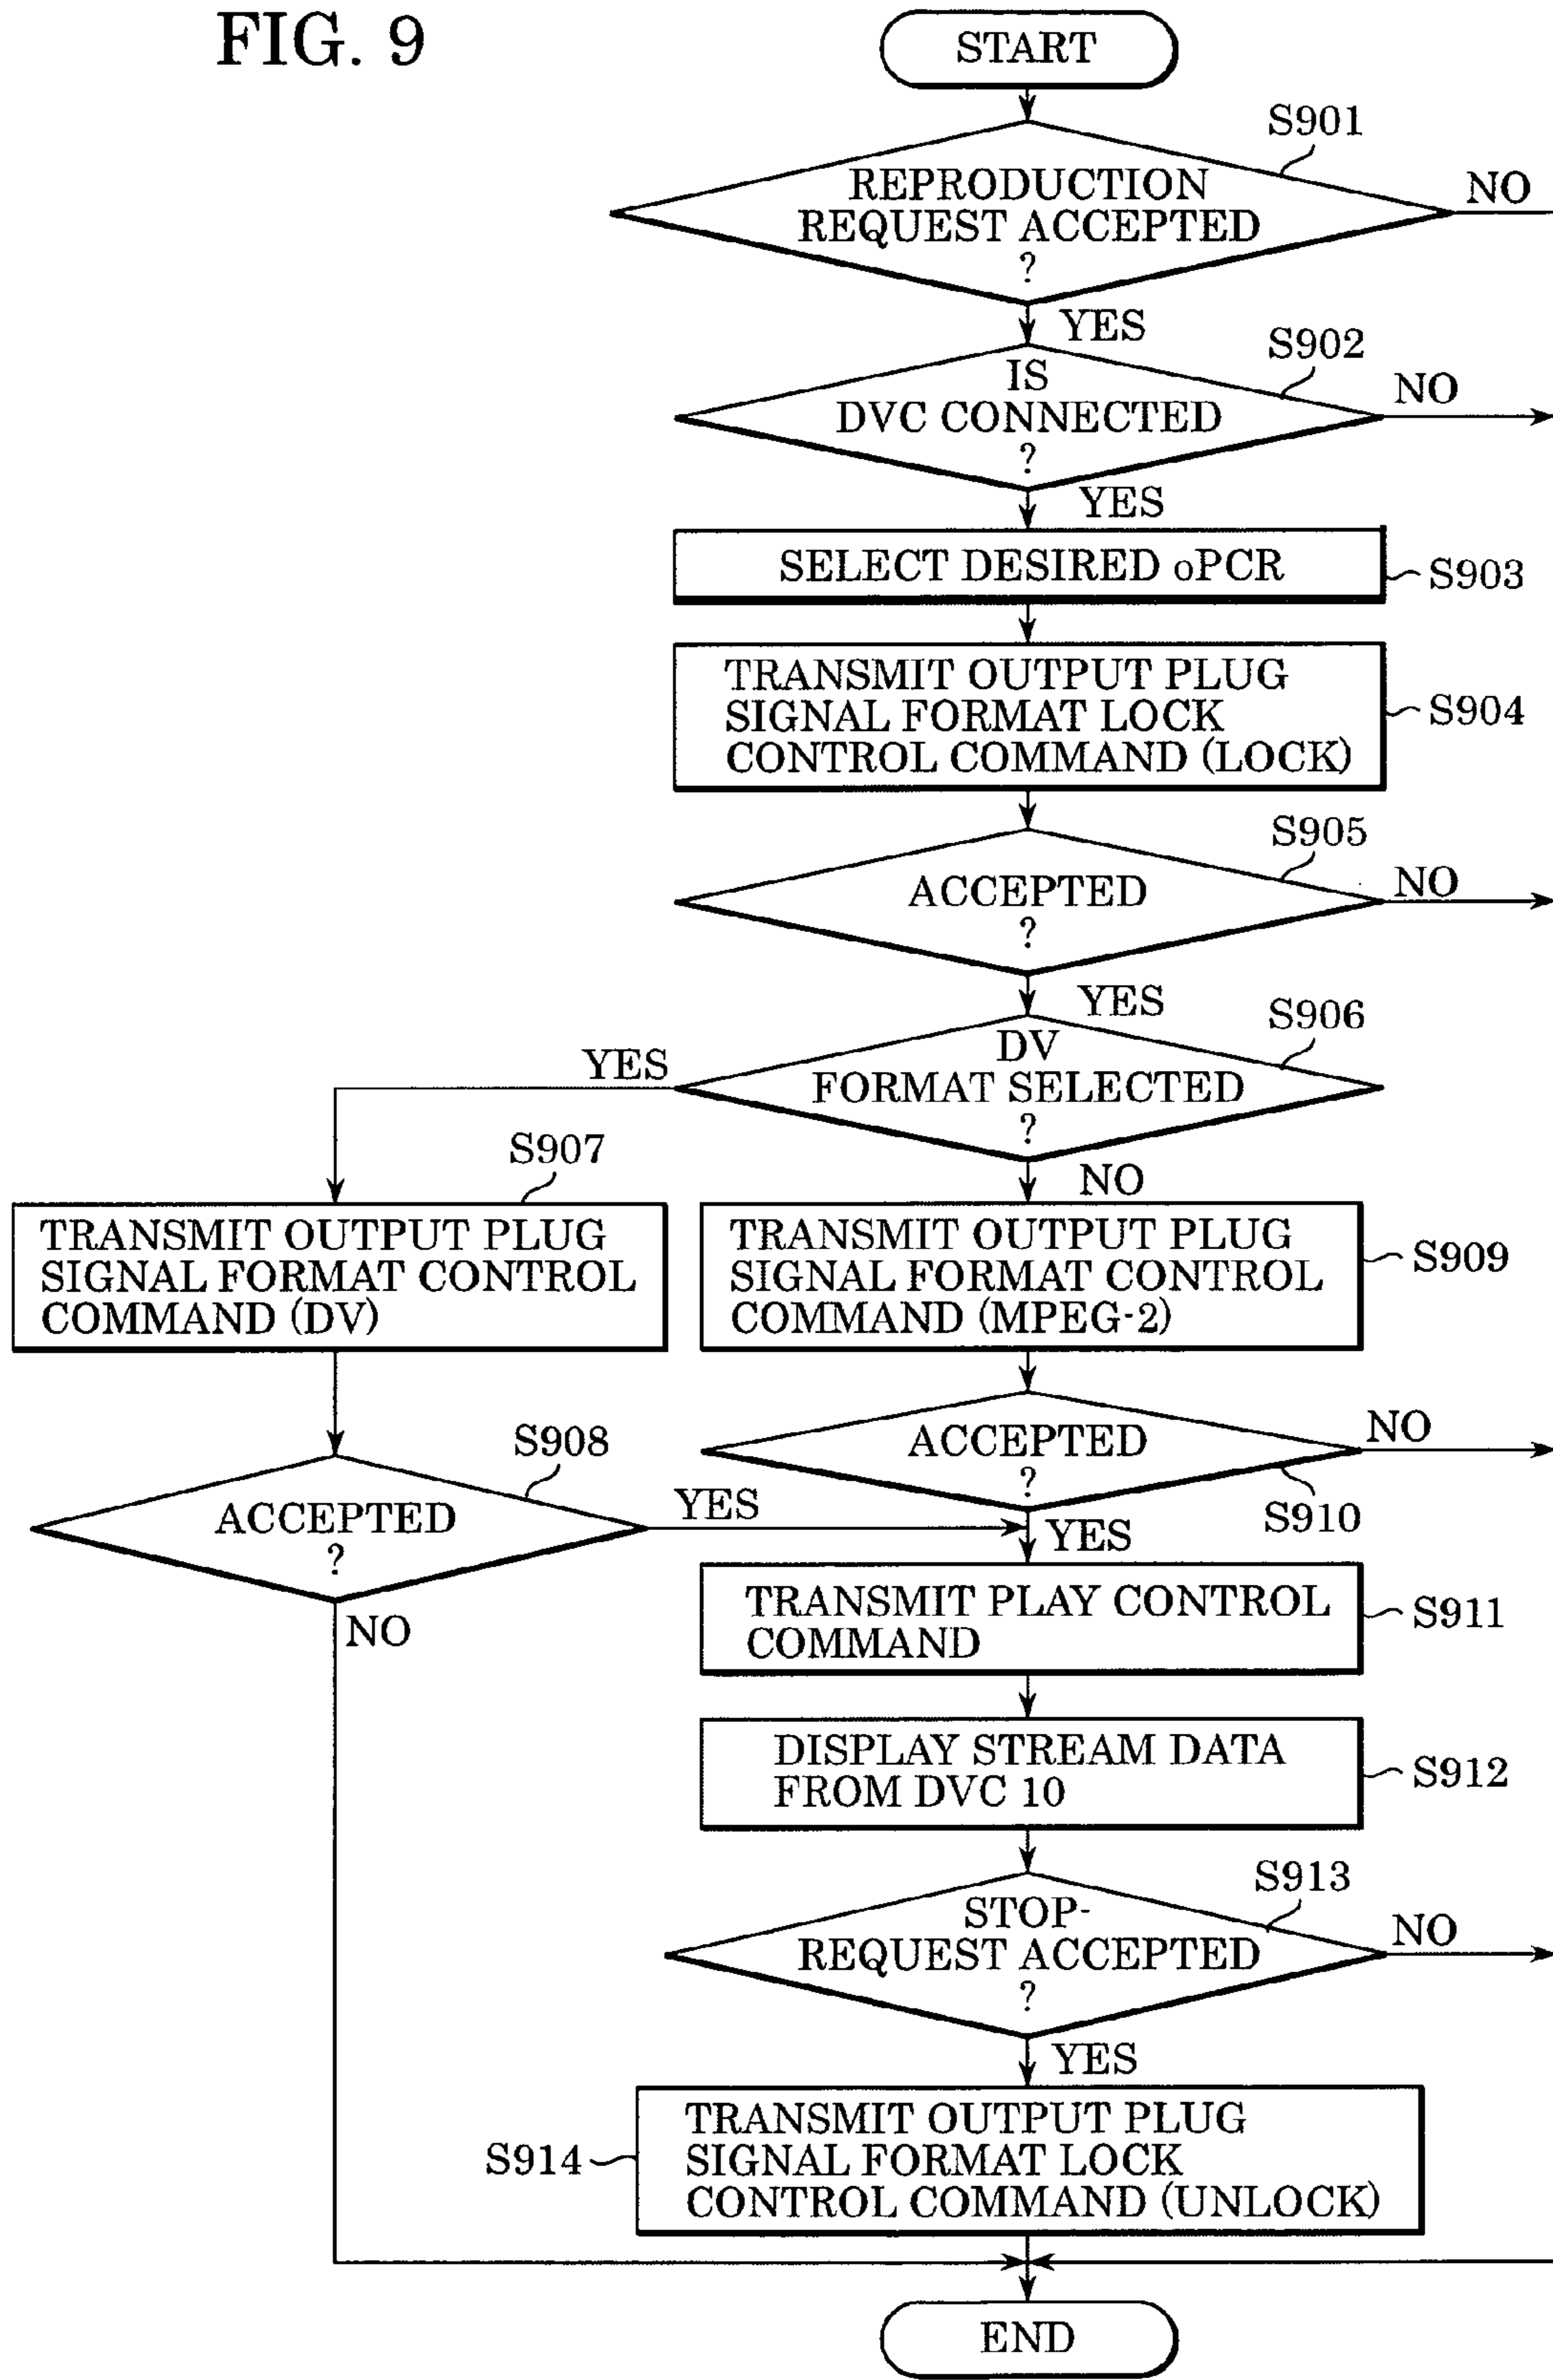 FIG. 9
START
S901
REPRODUCTION
REQUEST ACCEPTED
?
NO
YES
S902
IS
DVC CONNECTED
?
NO
YES
SELECT DESIRED oPCR
S903
TRANSMIT OUTPUT PLUG
SIGNAL FORMAT LOCK
CONTROL COMMAND (LOCK)
S904
S905
ACCEPTED
?
NO
YES
S906
DV
FORMAT SELECTED
?
YES
NO
S907
TRANSMIT OUTPUT PLUG
SIGNAL FORMAT CONTROL
COMMAND (DV)
TRANSMIT OUTPUT PLUG
SIGNAL FORMAT CONTROL
COMMAND (MPEG-2)
S909
S908
ACCEPTED
?
YES
NO
ACCEPTED
?
NO
S910
YES
TRANSMIT PLAY CONTROL
COMMAND
S911
DISPLAY STREAM DATA
FROM DVC 10
S912
S913
STOP-
REQUEST ACCEPTED
?
NO
YES
S914
TRANSMIT OUTPUT PLUG
SIGNAL FORMAT LOCK
CONTROL COMMAND (UNLOCK)
END